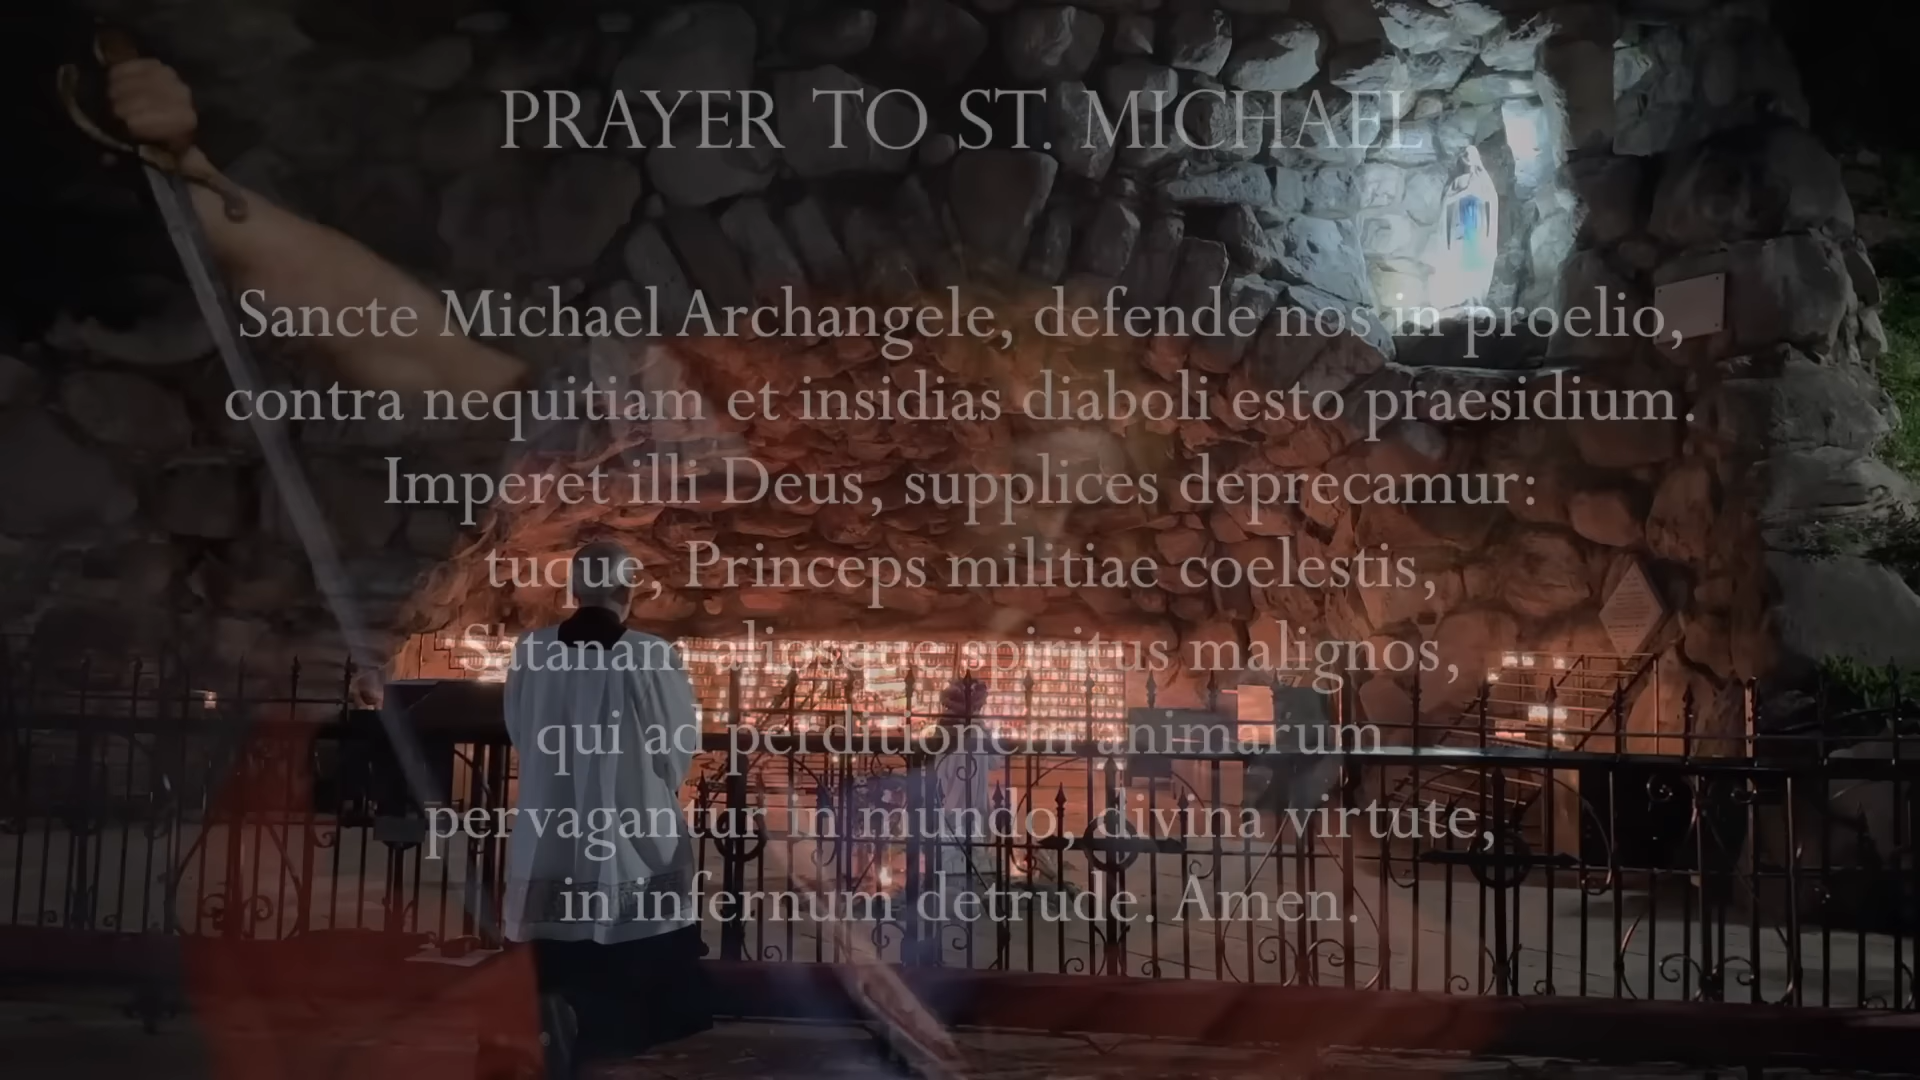 PRAYER TO ST. MICHAEL
Sancte Michael Archangele, defende nos in proelio,
contra nequitiam et insidias diaboli esto praesidium.
Imperet illi Deus, supplices deprecamur:
tuque, Princeps militiae coelestis,
Satanam aliosque spiritus malignos,
qui ad perditionem animarum
pervagantur in mundo, divina virtute,
in infernum detrude. Amen.